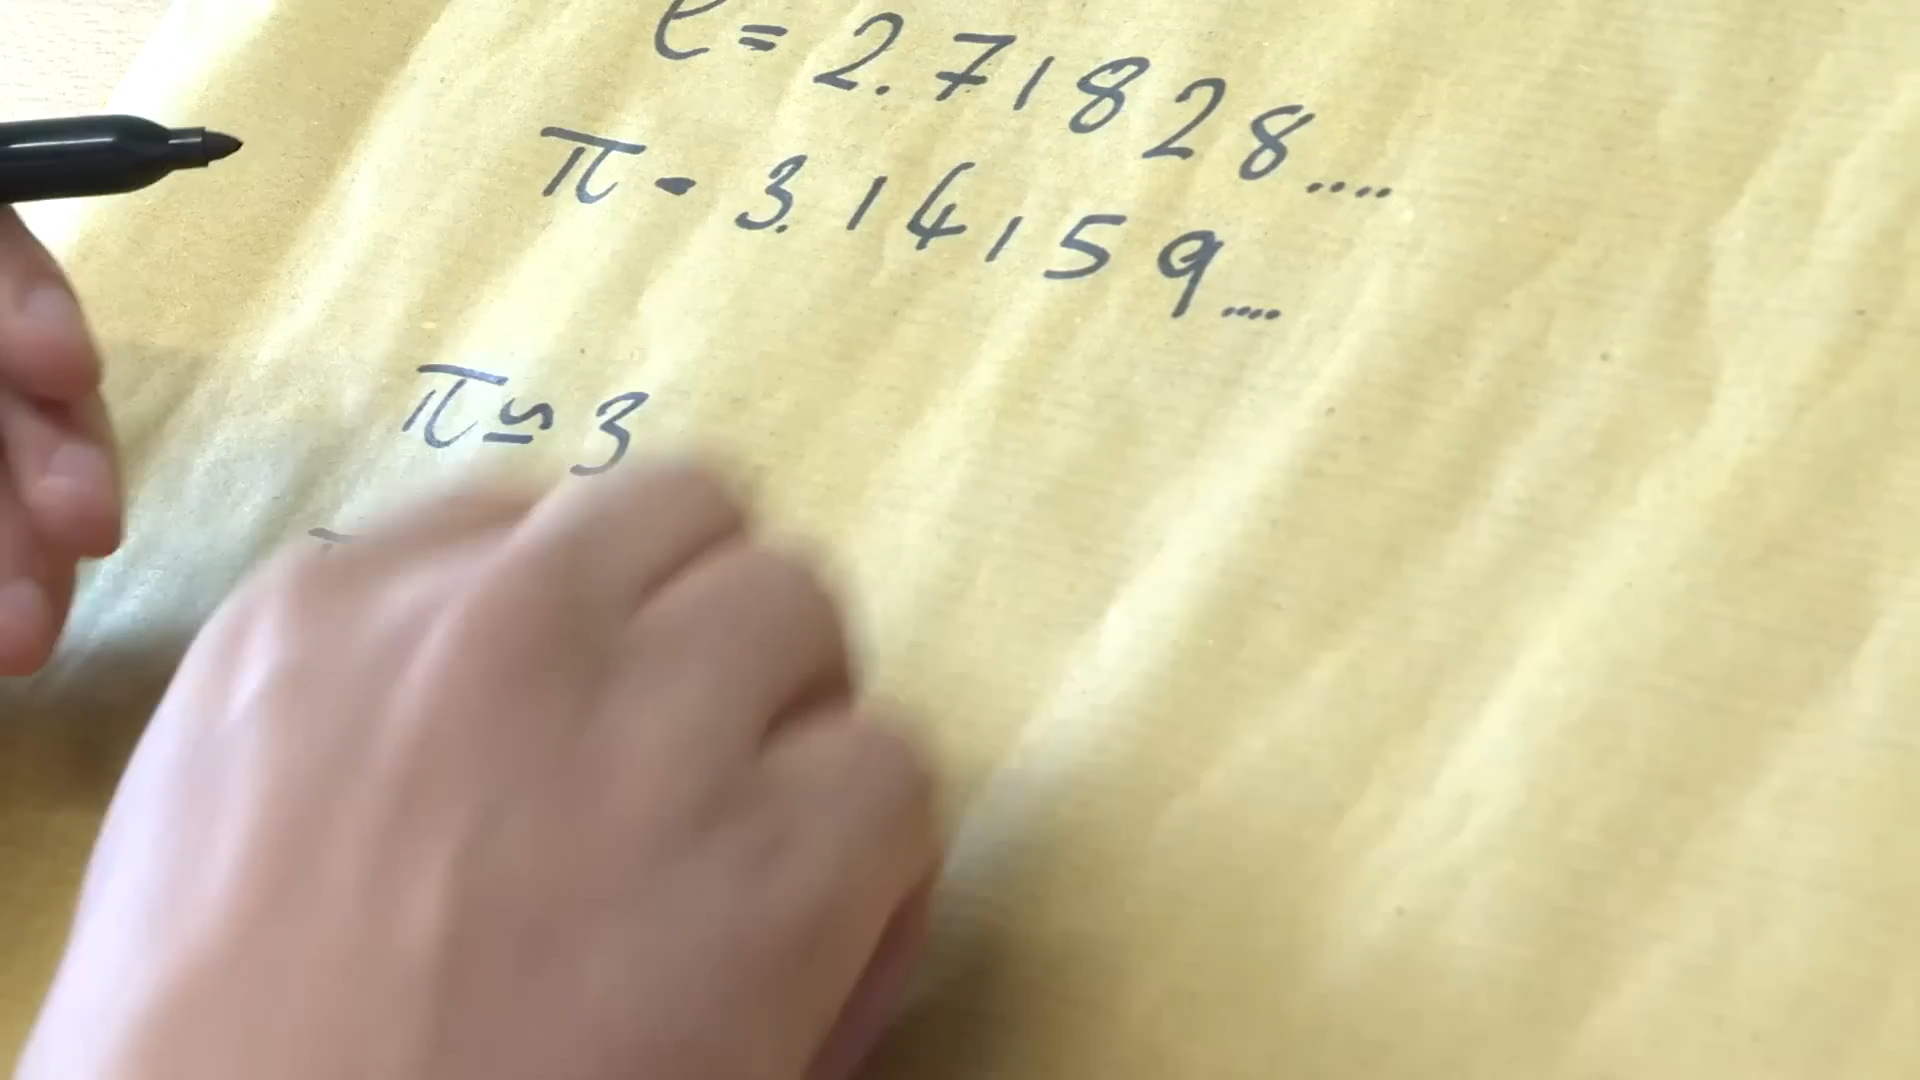 e = 2.71828....
π = 3.14159....
π ≃ 3